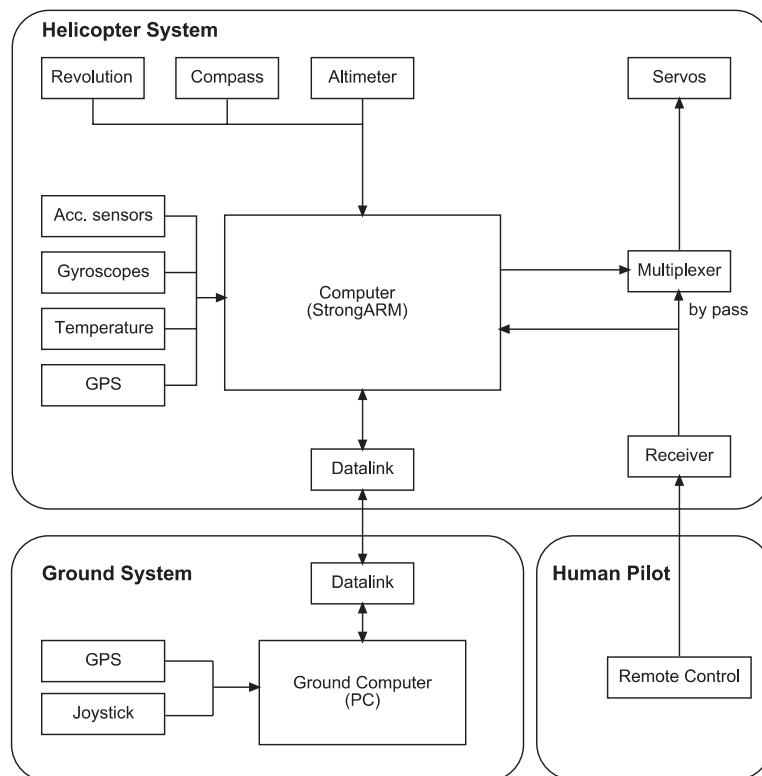 Helicopter System
Revolution
Compass
Altimeter
Servos
Acc. sensors
Gyroscopes
Temperature
GPS
Computer
(StrongARM)
Multiplexer
by pass
Datalink
Receiver
Ground System
Datalink
GPS
Joystick
Ground Computer
(PC)
Human Pilot
Remote Control